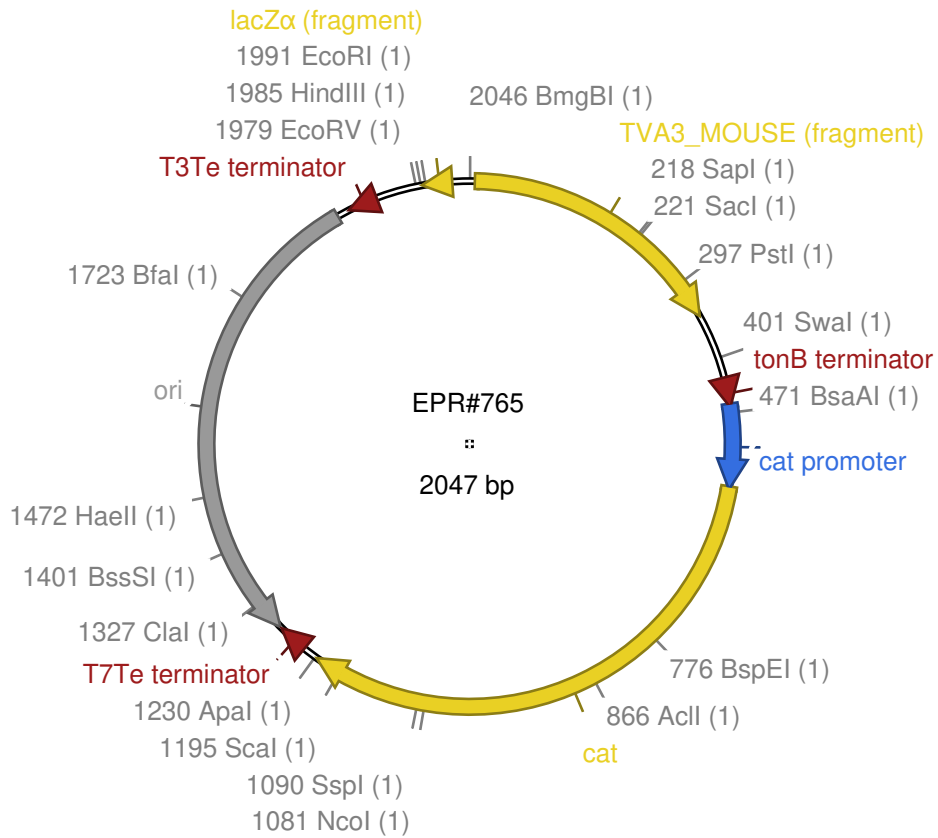 lacZα (fragment)
1991 EcoRI (1)
1985 HindIII (1)
1979 EcoRV (1)
T3Te terminator
2046 BmgBI (1)
TVA3_MOUSE (fragment)
218 SapI (1)
221 SacI (1)
297 PstI (1)
401 SwaI (1)
tonB terminator
471 BsaAI (1)
cat promoter
1723 BfaI (1)
ori
EPR#765
2047 bp
1472 HaeII (1)
1401 BssSI (1)
1327 ClaI (1)
T7Te terminator
1230 ApaI (1)
1195 ScaI (1)
1090 SspI (1)
1081 NcoI (1)
776 BspEI (1)
866 AclI (1)
cat